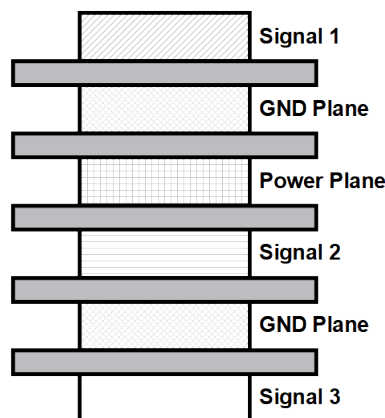 Signal 1
GND Plane
Power Plane
Signal 2
GND Plane
Signal 3